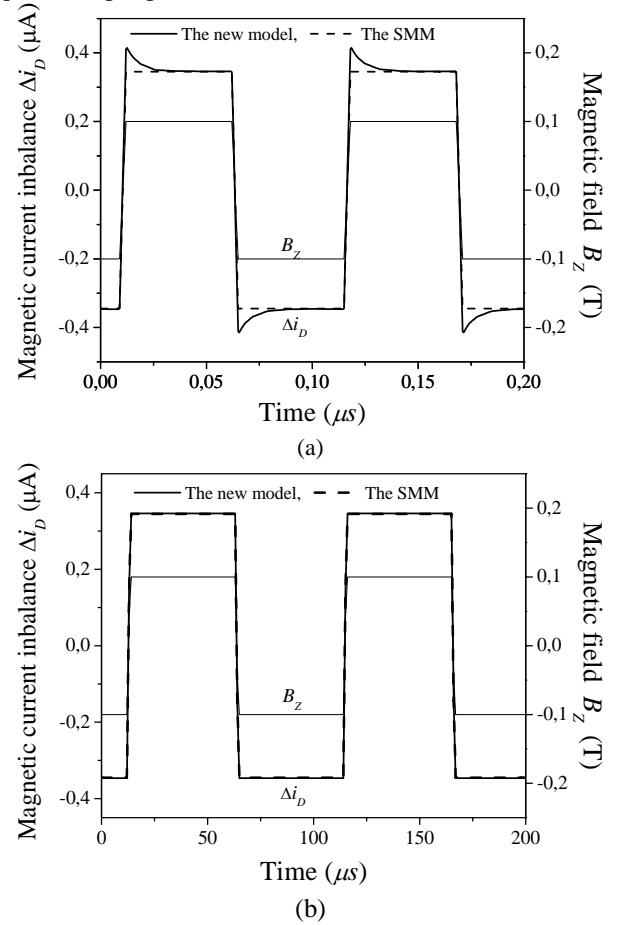 The new model, The SMM
Magnetic current inbalance Δi_D (μA)
0,4
0,2
0,0
-0,2
-0,4
0,2
0,1
0,0
-0,1
-0,2
Magnetic field B_Z (T)
B_Z
Δi_D
0,00 0,05 0,10 0,15 0,20
Time (μs)
(a)
The new model, The SMM
Magnetic current inbalance Δi_D (μA)
0,4
0,2
0,0
-0,2
-0,4
0,2
0,1
0,0
-0,1
-0,2
Magnetic field B_Z (T)
B_Z
Δi_D
0 50 100 150 200
Time (μs)
(b)